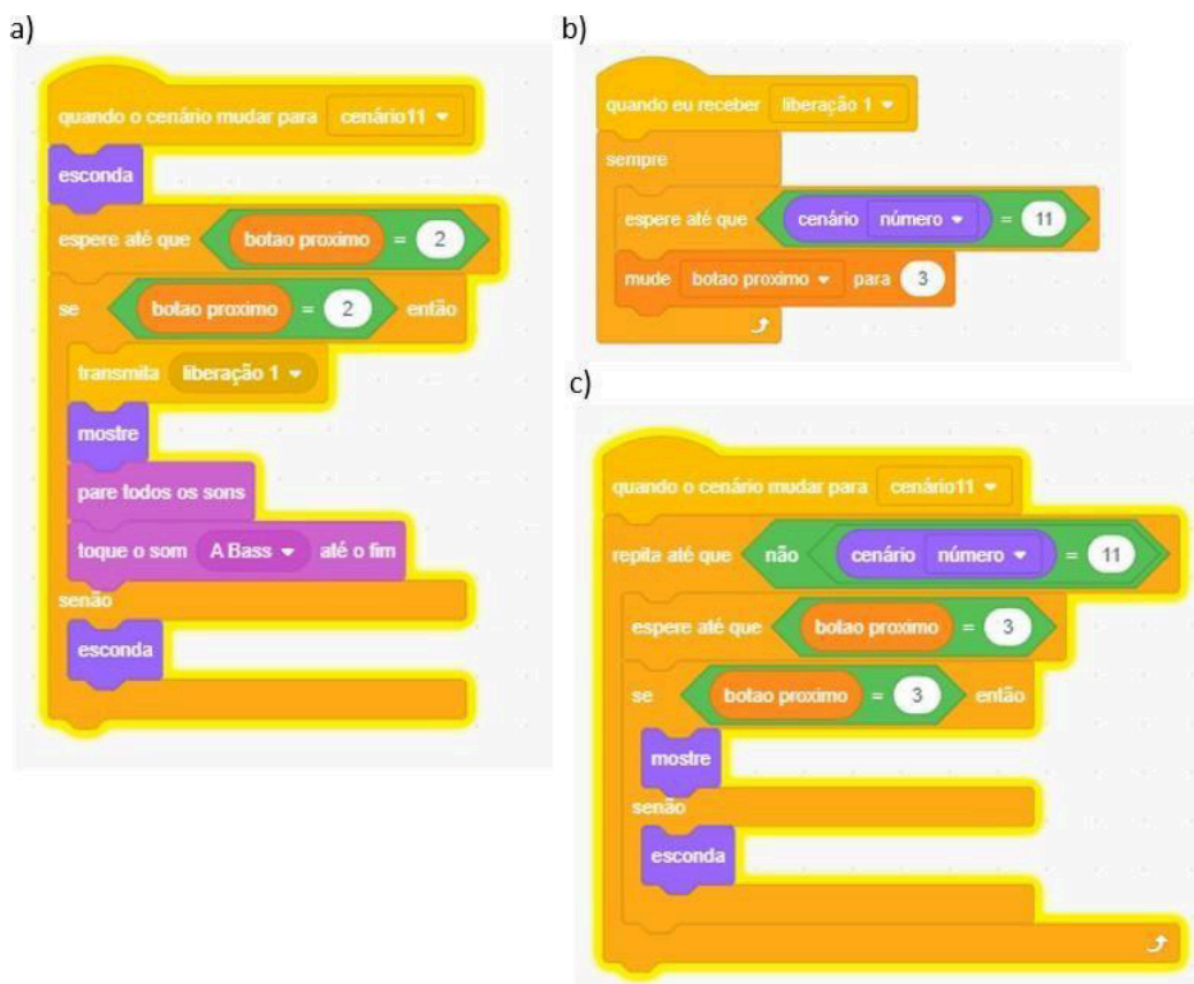 a)
quando o cenário mudar para cenário11
esconda
espere até que botao proximo = 2
se botao proximo = 2 então
transmita liberação 1
mostre
pare todos os sons
toque o som A Bass até o fim
senão
esconda
b)
quando eu receber liberação 1
sempre
espere até que cenário número = 11
mude botao proximo para 3
c)
quando o cenário mudar para cenário11
repita até que não cenário número = 11
espere até que botao proximo = 3
se botao proximo = 3 então
mostre
senão
esconda